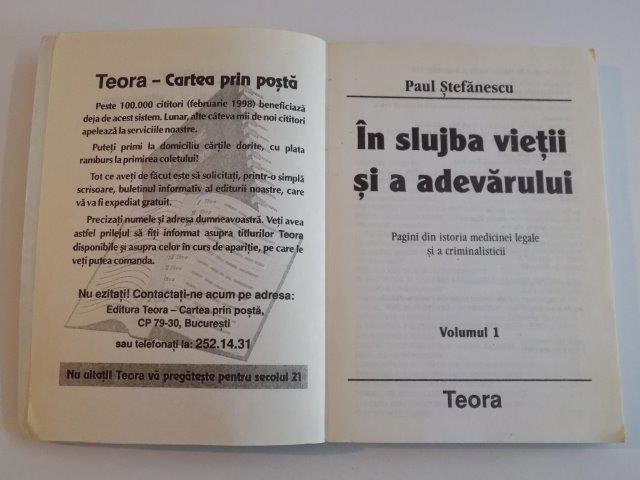 Teora – Cartea prin poștă
Peste 100.000 cititori (februarie 1998) beneficiază
deja de acest sistem. Lunar, alte câteva mii de noi cititori
apelează la serviciile noastre.
Puteți primi la domiciliu cărțile dorite, cu plata
ramburs la primirea coletului!
Tot ce aveți de făcut este să solicitați, printr-o simplă
scrisoare, buletinul informativ al editurii noastre, care
vă va fi expediat gratuit.
Precizați numele și adresa dumneavoastră. Veți avea
astfel prilejul să fiți informat asupra titlurilor Teora
disponibile și asupra celor în curs de apariție, pe care le
veți putea comanda.
Nu ezitați! Contactați-ne acum pe adresa:
Editura Teora – Cartea prin poștă,
CP 79-30, București
sau telefonați la: 252.14.31
Nu uitați! Teora vă pregătește pentru secolul 21
Paul Ștefănescu
În slujba vieții
și a adevărului
Pagini din istoria medicinei legale
și a criminalisticii
Volumul 1
Teora